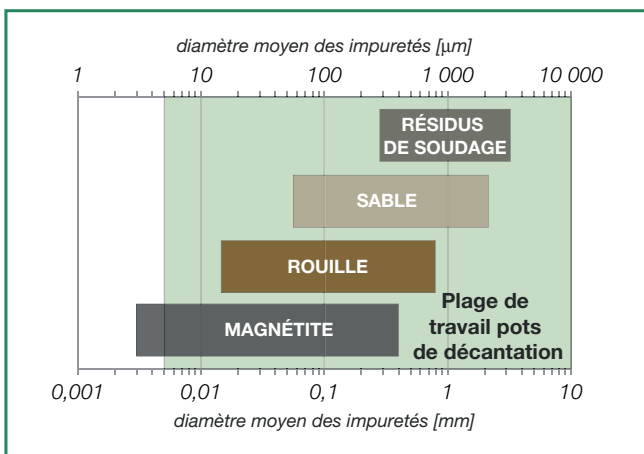 diamètre moyen des impuretés [µm]
1 10 100 1 000 10 000
RÉSIDUS
DE SOUDAGE
SABLE
ROUILLE
MAGNÉTITE
Plage de
travail pots
de décantation
0,001 0,01 0,1 1 10
diamètre moyen des impuretés [mm]